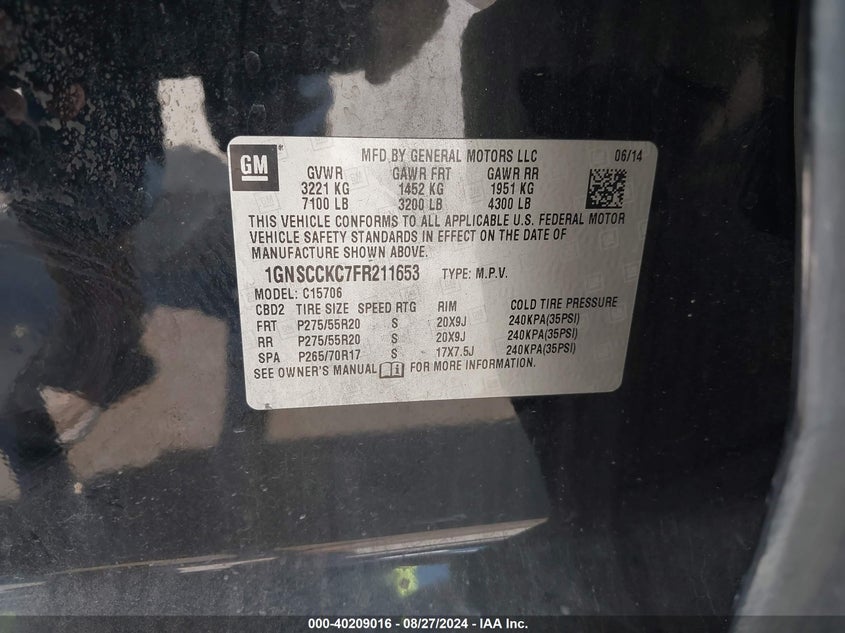 GM
MFD BY GENERAL MOTORS LLC 06/14
GVWR GAWR FRT GAWR RR
3221 KG 1452 KG 1951 KG
7100 LB 3200 LB 4300 LB
THIS VEHICLE CONFORMS TO ALL APPLICABLE U.S. FEDERAL MOTOR
VEHICLE SAFETY STANDARDS IN EFFECT ON THE DATE OF
MANUFACTURE SHOWN ABOVE.
1GNSCCKC7FR211653 TYPE: M.P.V.
MODEL: C15706
CBD2 TIRE SIZE SPEED RTG RIM COLD TIRE PRESSURE
FRT P275/55R20 S 20X9J 240KPA(35PSI)
RR P275/55R20 S 20X9J 240KPA(35PSI)
SPA P265/70R17 S 17X7.5J 240KPA(35PSI)
SEE OWNER'S MANUAL FOR MORE INFORMATION.
000-40209016 - 08/27/2024 - IAA Inc.